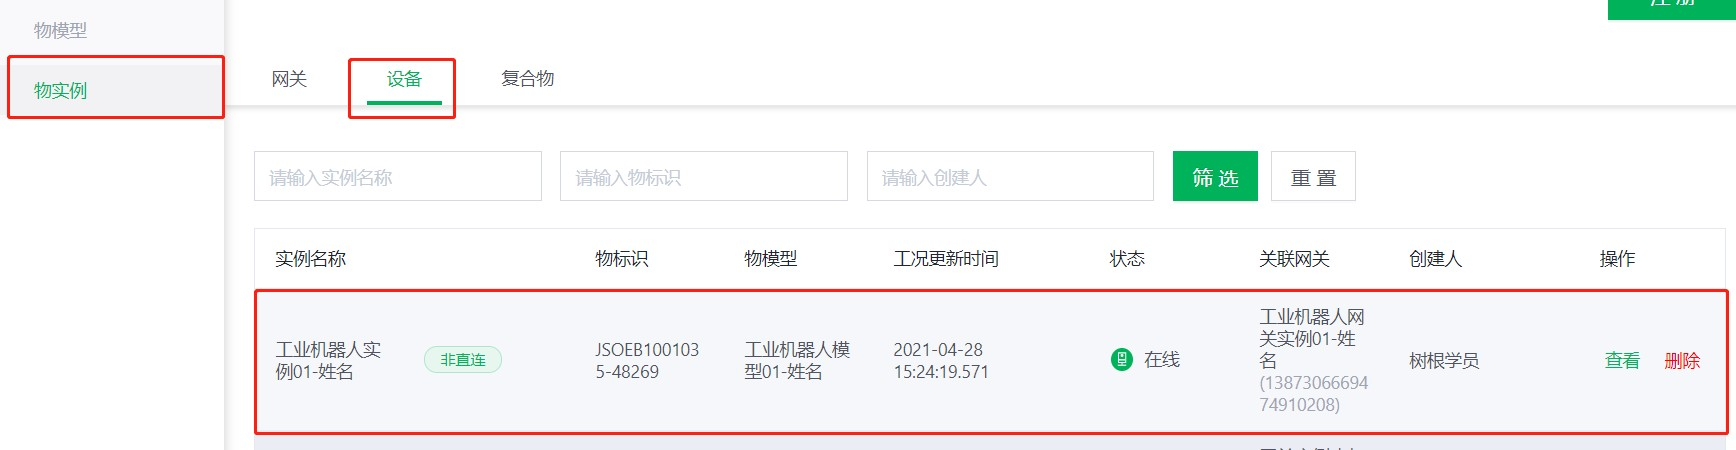 注 册
物模型
物实例
网关
设备
复合物
请输入实例名称
请输入物标识
请输入创建人
筛 选
重 置
实例名称
物标识
物模型
工况更新时间
状态
关联网关
创建人
操作
工业机器人实
例01-姓名
非直连
JSOEB100103
5-48269
工业机器人模
型01-姓名
2021-04-28
15:24:19.571
在线
工业机器人网
关实例01-姓
名
(13873066694
74910208)
树根学员
查看
删除